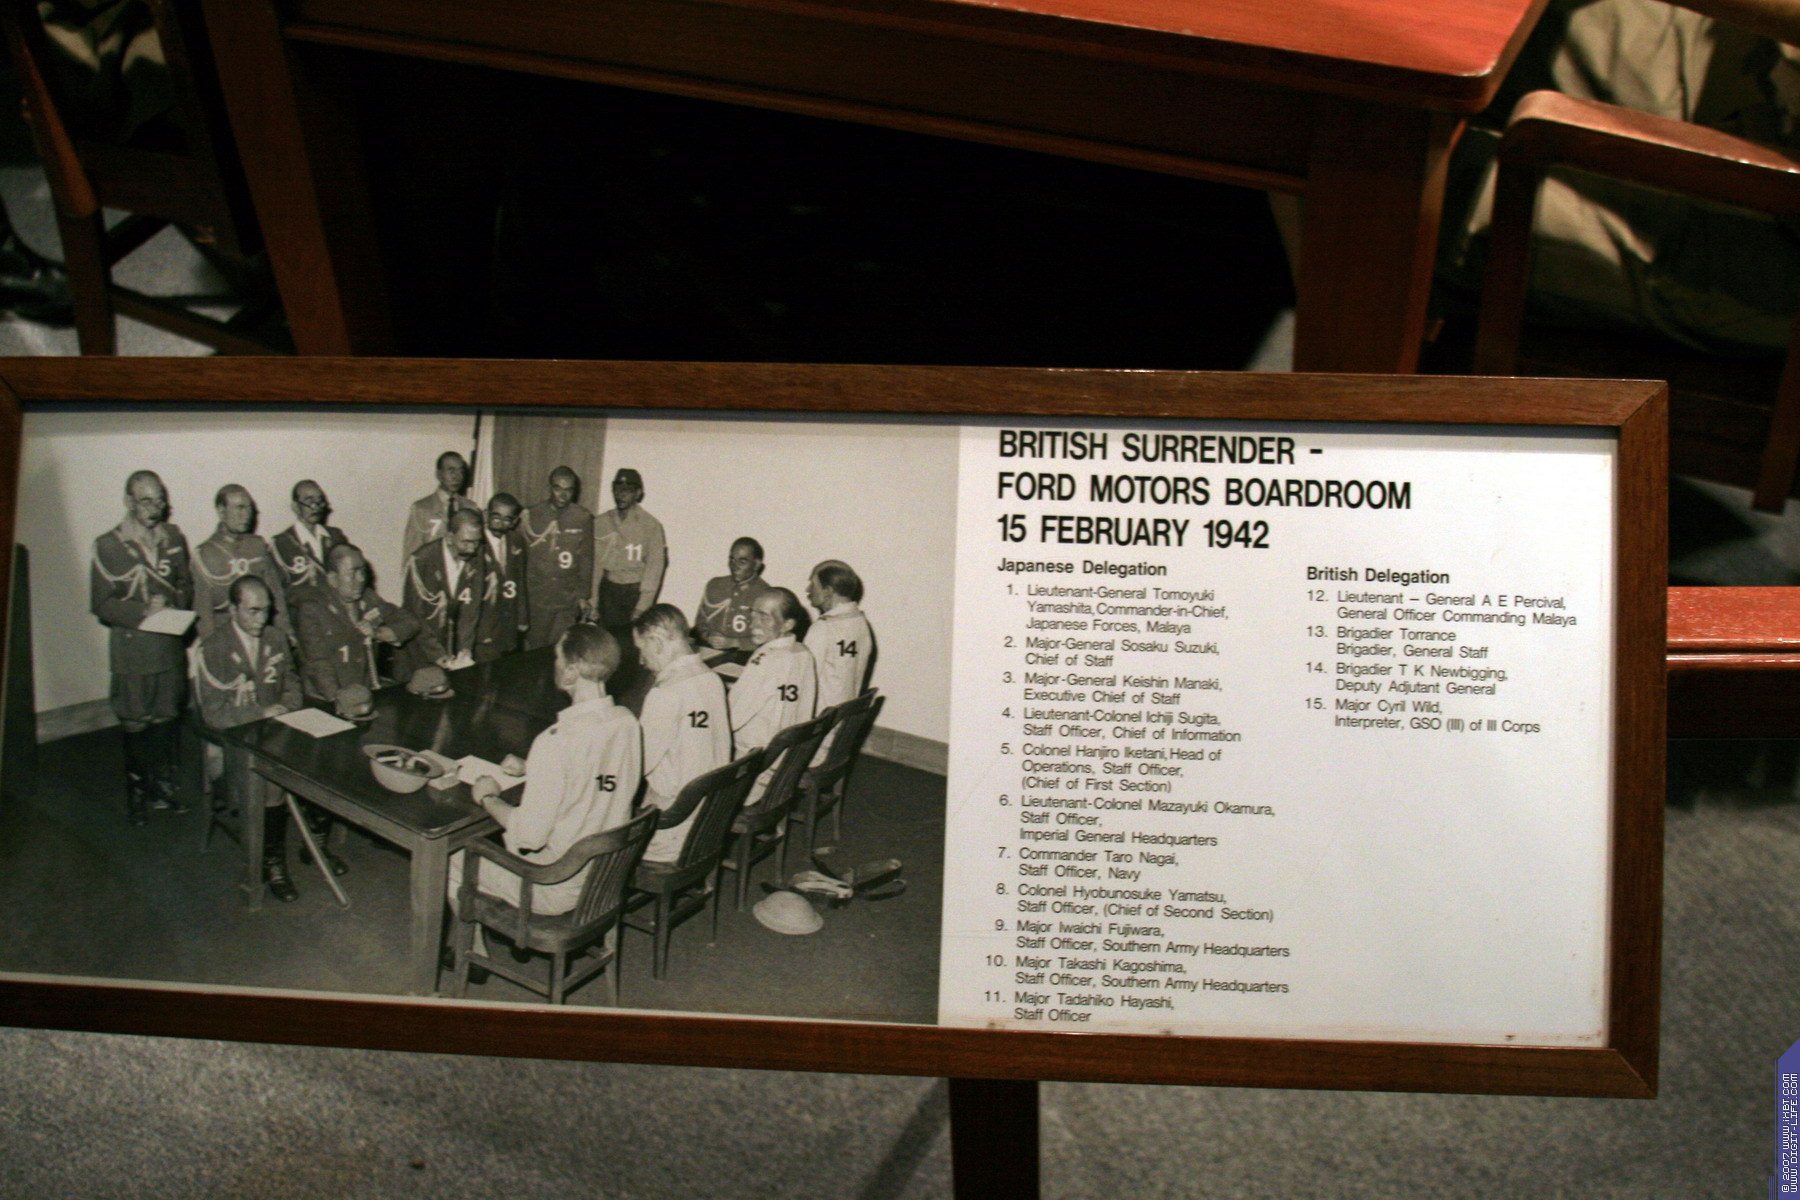 BRITISH SURRENDER -
FORD MOTORS BOARDROOM
15 FEBRUARY 1942
Japanese Delegation
1. Lieutenant-General Tomoyuki
Yamashita, Commander-in-Chief,
Japanese Forces, Malaya
2. Major-General Sosaku Suzuki,
Chief of Staff
3. Major-General Keishin Manaki,
Executive Chief of Staff
4. Lieutenant-Colonel Ichiji Sugita,
Staff Officer, Chief of Information
5. Colonel Hanjiro Iketani, Head of
Operations, Staff Officer,
(Chief of First Section)
6. Lieutenant-Colonel Mazayuki Okamura,
Staff Officer,
Imperial General Headquarters
7. Commander Taro Nagai,
Staff Officer, Navy
8. Colonel Hyobunosuke Yamatsu,
Staff Officer, (Chief of Second Section)
9. Major Iwaichi Fujiwara,
Staff Officer, Southern Army Headquarters
10. Major Takashi Kagoshima,
Staff Officer, Southern Army Headquarters
11. Major Tadahiko Hayashi,
Staff Officer
British Delegation
12. Lieutenant – General A E Percival,
General Officer Commanding Malaya
13. Brigadier Torrance
Brigadier, General Staff
14. Brigadier T K Newbigging,
Deputy Adjutant General
15. Major Cyril Wild,
Interpreter, GSO (III) of III Corps
5
10
8
7
4
3
9
11
1
2
6
14
13
12
15
© 2007 www.iXBT.com
www.DIGIT-LIFE.com